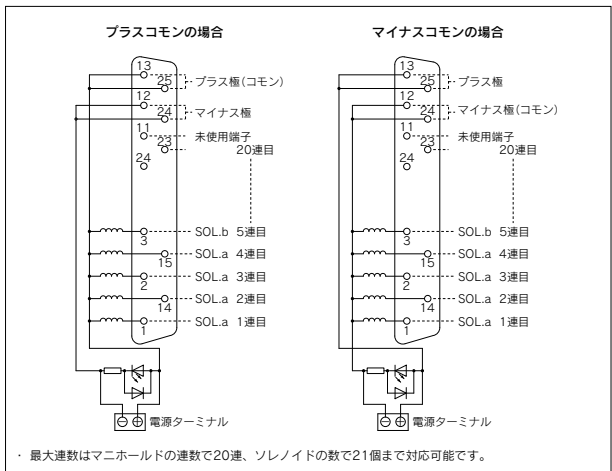 プラスコモンの場合
13
25
プラス極(コモン)
12
24
マイナス極
11
未使用端子
23
20連目
24
3
SOL.b 5連目
15
SOL.a 4連目
2
SOL.a 3連目
14
SOL.a 2連目
1
SOL.a 1連目
⊖ ⊕ 電源ターミナル
マイナスコモンの場合
13
25
プラス極
12
24
マイナス極(コモン)
11
未使用端子
23
20連目
24
3
SOL.b 5連目
15
SOL.a 4連目
2
SOL.a 3連目
14
SOL.a 2連目
1
SOL.a 1連目
⊖ ⊕ 電源ターミナル
・ 最大連数はマニホールドの連数で20連、ソレノイドの数で21個まで対応可能です。